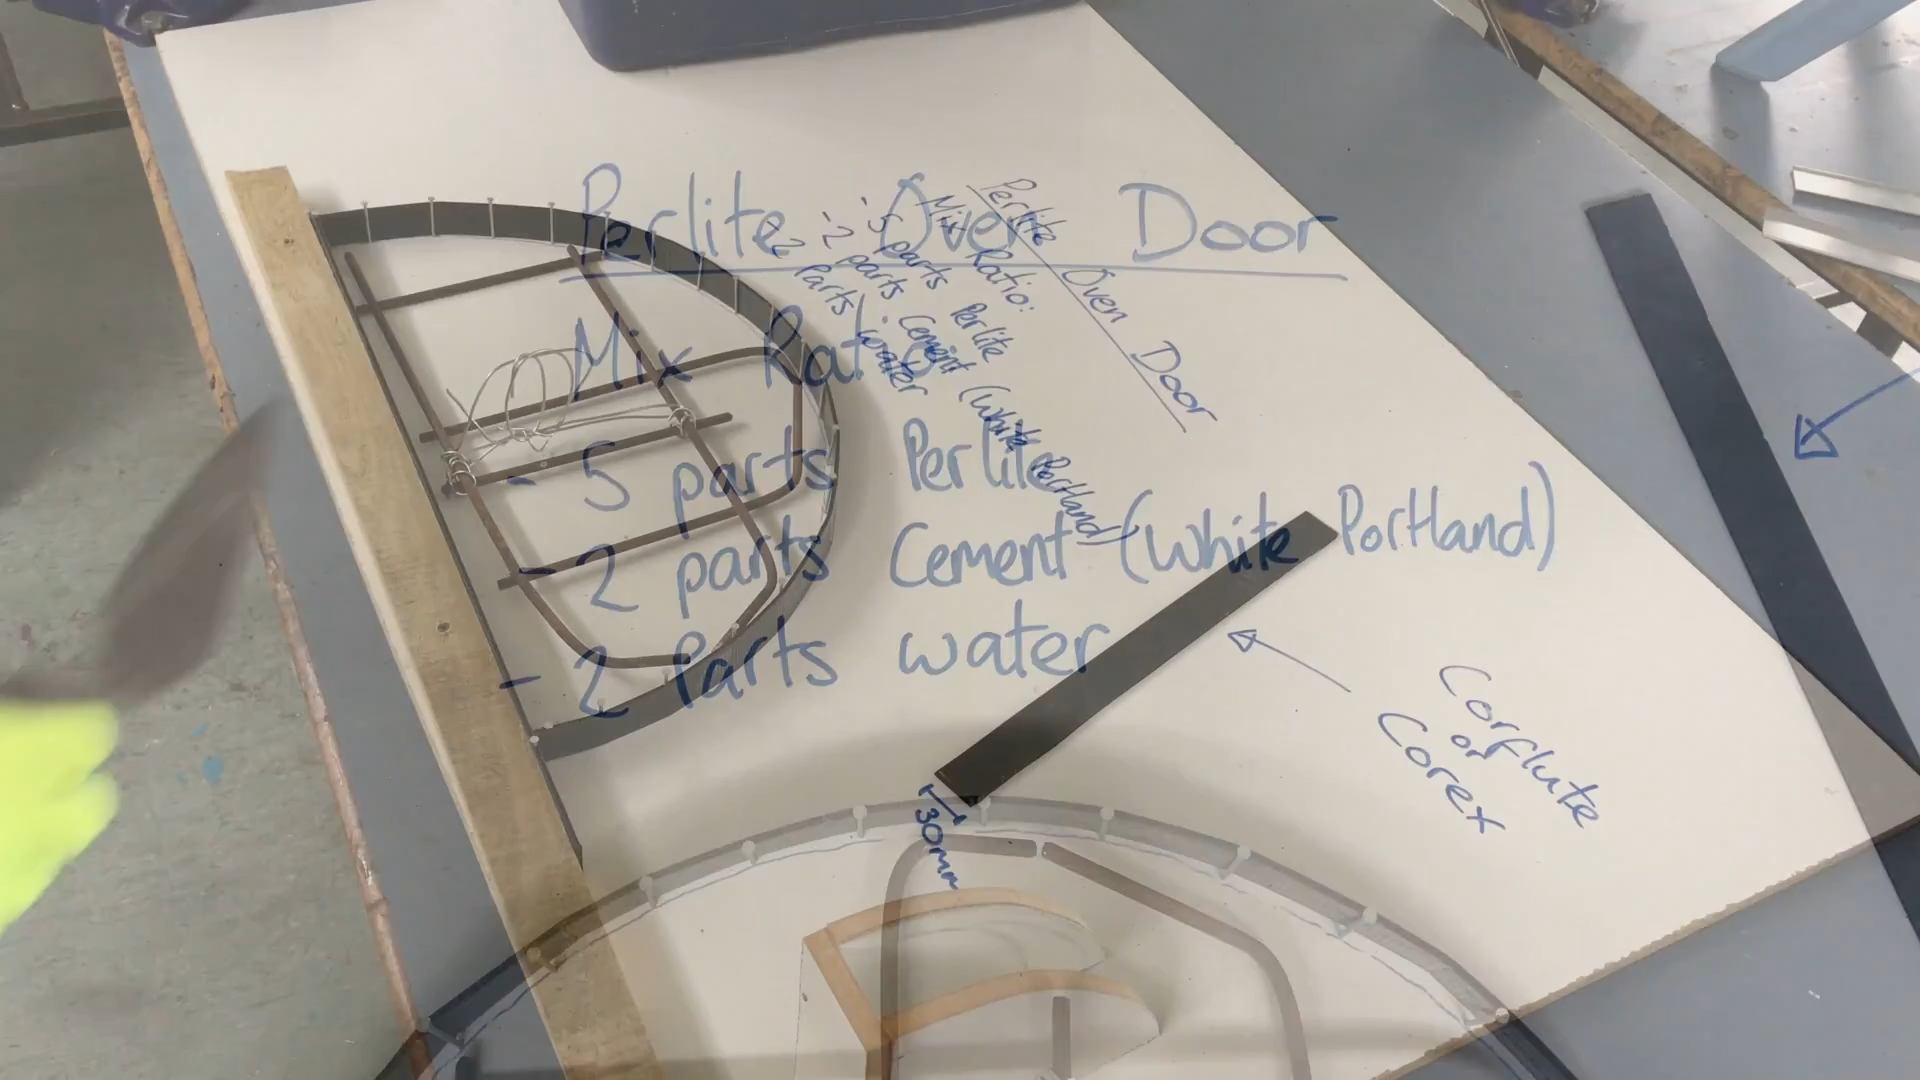 Perlite Oven Door
Mix Ratio:
- 5 parts Perlite
- 2 parts Cement (White Portland)
- 2 Parts water
Perlite Oven Door
Mix Ratio:
- 5 parts Perlite
- 2 parts Cement (White Portland)
- 2 Parts water
30mm
Corflute
or
Corex